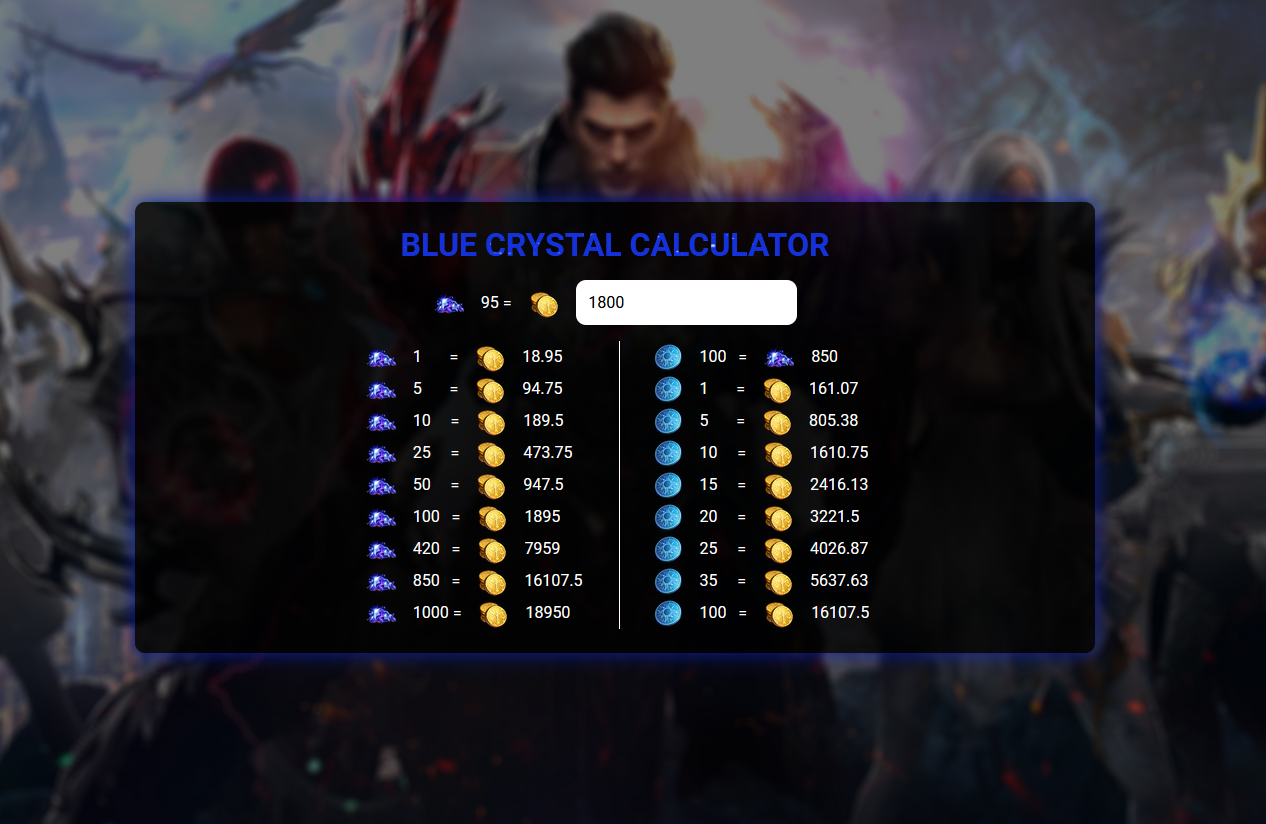 BLUE CRYSTAL CALCULATOR
95 = 1800
1 = 18.95
5 = 94.75
10 = 189.5
25 = 473.75
50 = 947.5
100 = 1895
420 = 7959
850 = 16107.5
1000 = 18950
100 = 850
1 = 161.07
5 = 805.38
10 = 1610.75
15 = 2416.13
20 = 3221.5
25 = 4026.87
35 = 5637.63
100 = 16107.5